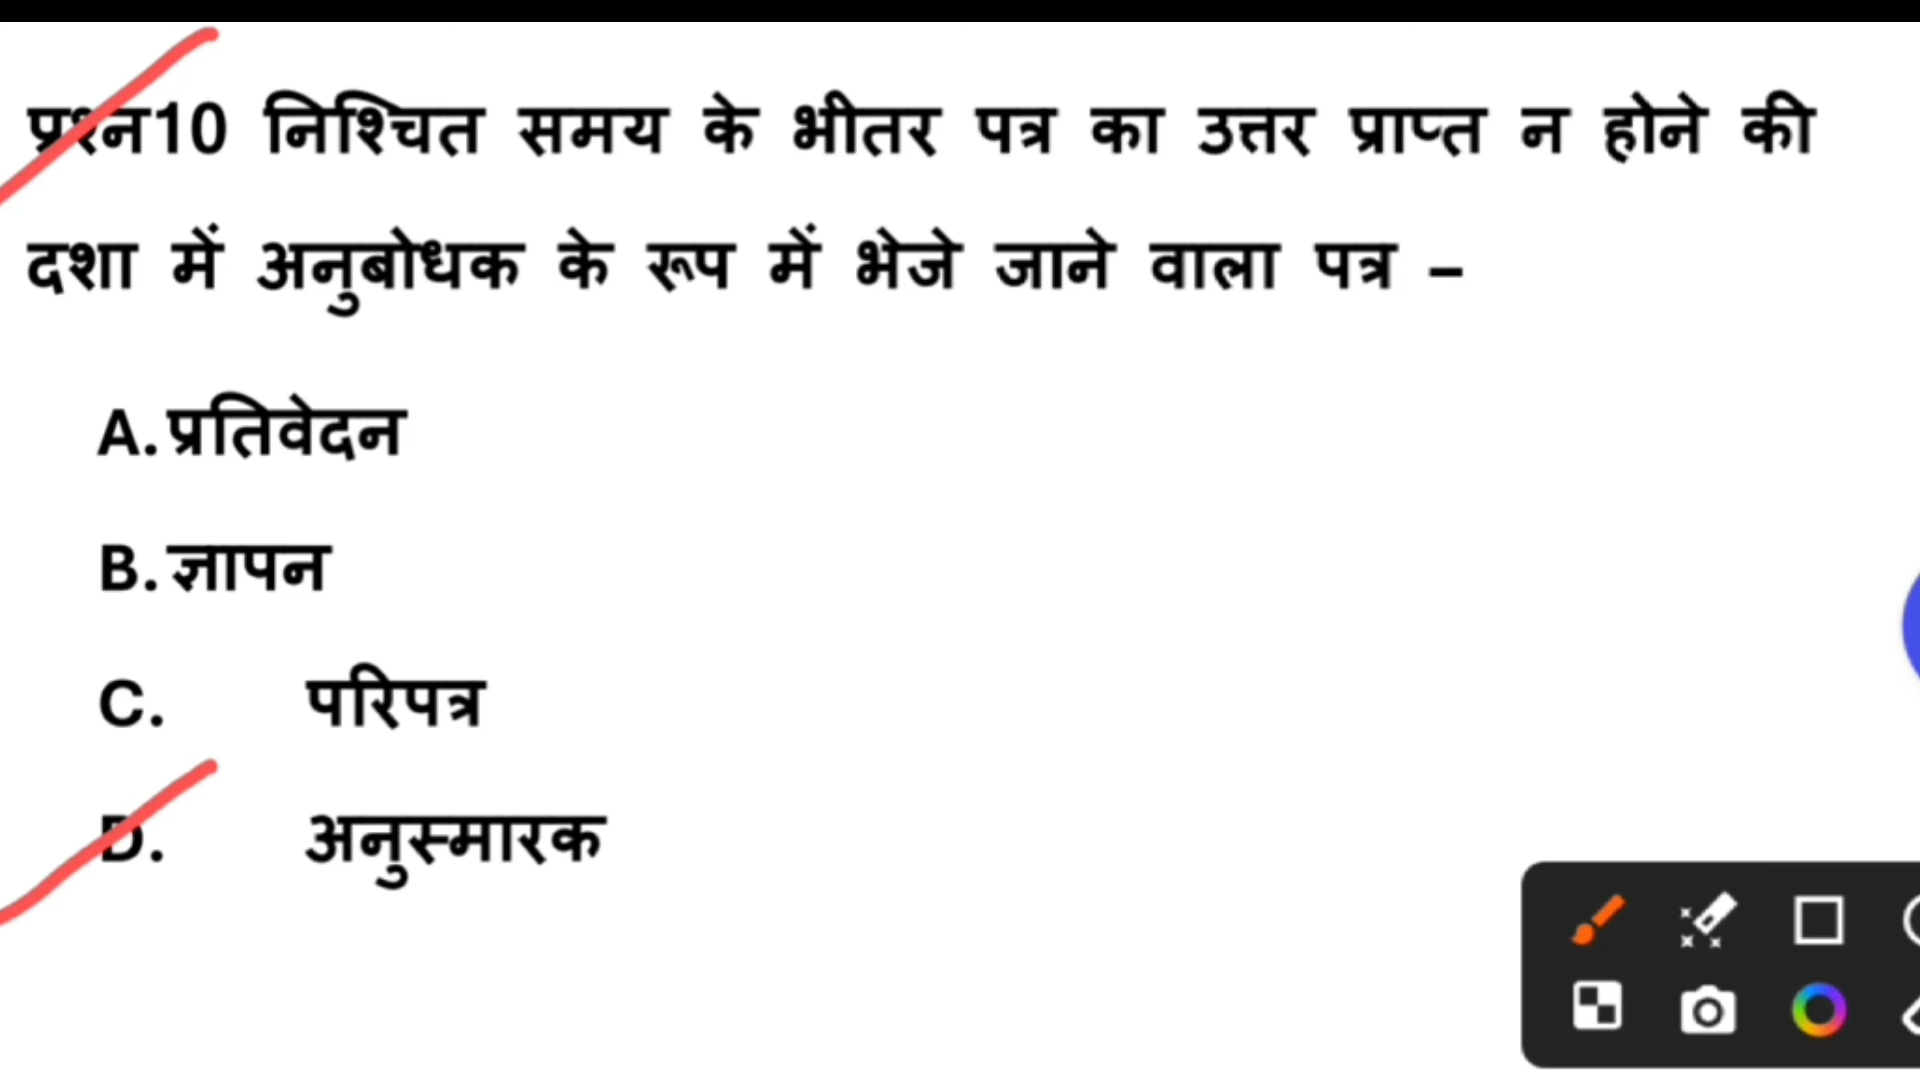 प्रश्न10 निश्चित समय के भीतर पत्र का उत्तर प्राप्त न होने की
दशा में अनुबोधक के रूप में भेजे जाने वाला पत्र –
A. प्रतिवेदन
B. ज्ञापन
C. परिपत्र
D. अनुस्मारक